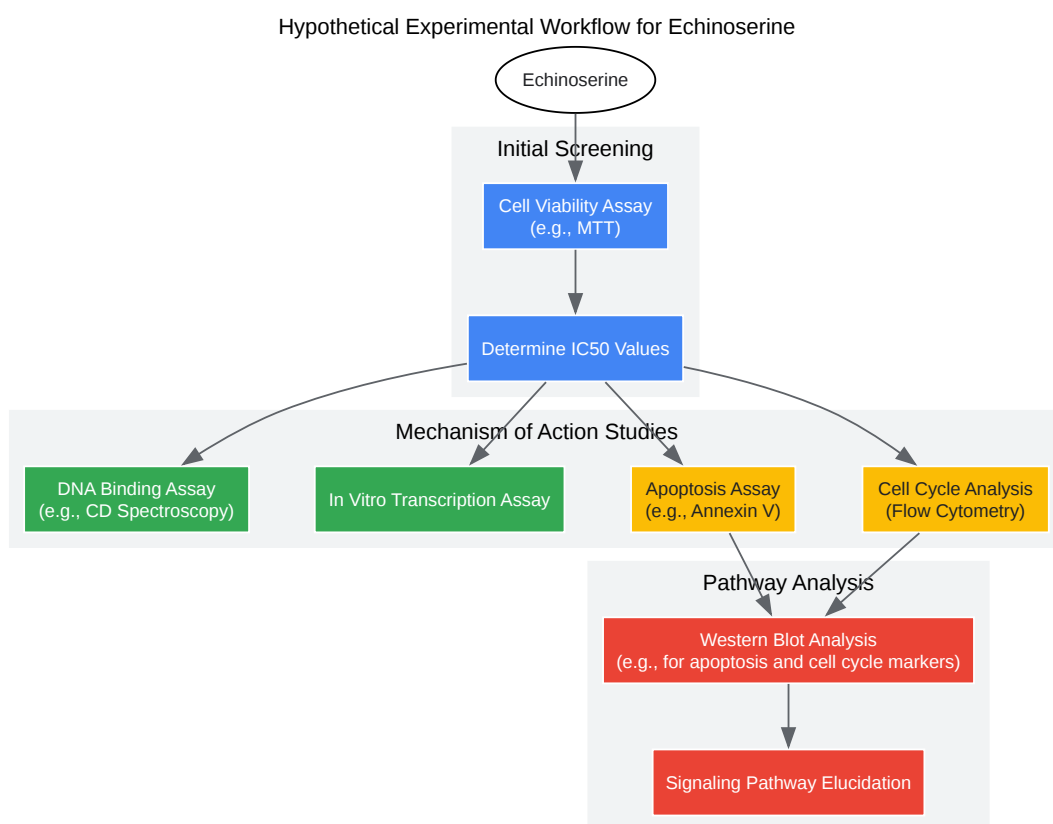 Hypothetical Experimental Workflow for Echinoserine
Echinoserine
Initial Screening
Cell Viability Assay
(e.g., MTT)
Determine IC50 Values
Mechanism of Action Studies
DNA Binding Assay
(e.g., CD Spectroscopy)
In Vitro Transcription Assay
Apoptosis Assay
(e.g., Annexin V)
Cell Cycle Analysis
(Flow Cytometry)
Pathway Analysis
Western Blot Analysis
(e.g., for apoptosis and cell cycle markers)
Signaling Pathway Elucidation